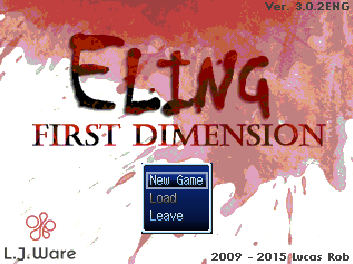 Ver. 3.0.2ENG
ELING
FIRST DIMENSION
New Game
Load
Leave
L.J.Ware
2009 - 2015 Lucas Rob